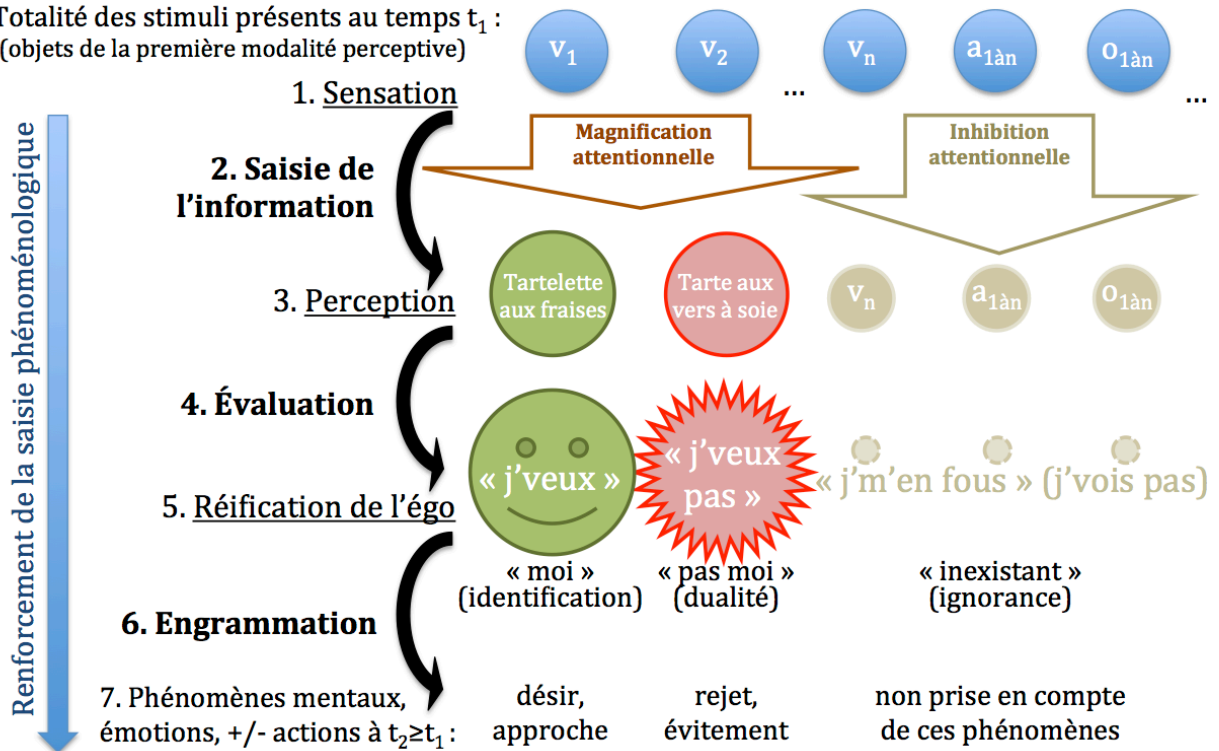 Totalité des stimuli présents au temps t₁ :
(objets de la première modalité perceptive)
v₁
v₂
...
vₙ
a₁àₙ
o₁àₙ
...
1. Sensation
Magnification
attentionnelle
Inhibition
attentionnelle
2. Saisie de
l’information
3. Perception
Tartelette
aux fraises
Tarte aux
vers à soie
vₙ
a₁àₙ
o₁àₙ
4. Évaluation
5. Réification de l’égo
« j’veux »
« j’veux
pas »
« j’m’en fous » (j’vois pas)
« moi »
(identification)
« pas moi »
(dualité)
« inexistant »
(ignorance)
6. Engrammation
7. Phénomènes mentaux,
émotions, +/- actions à t₂≥t₁ :
désir,
approche
rejet,
évitement
non prise en compte
de ces phénomènes
Renforcement de la saisie phénoménologique